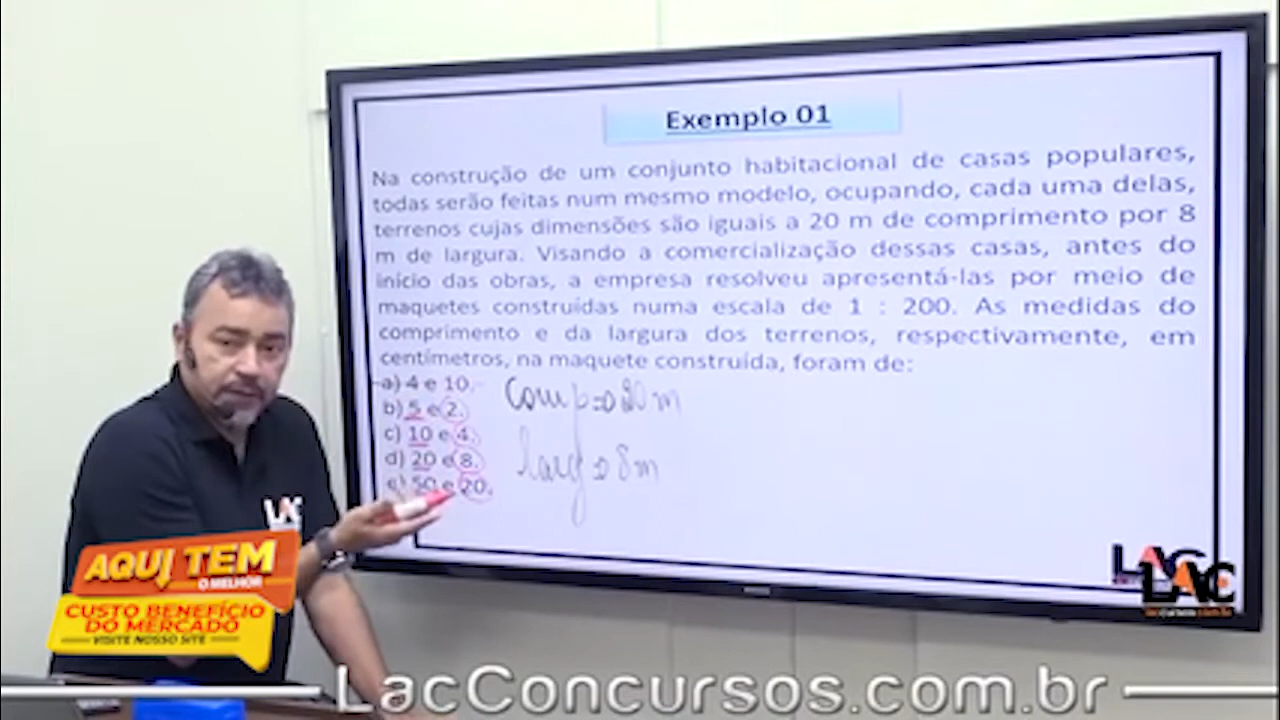 Exemplo 01
Na construção de um conjunto habitacional de casas populares,
todas serão feitas num mesmo modelo, ocupando, cada uma delas,
terrenos cujas dimensões são iguais a 20 m de comprimento por 8
m de largura. Visando a comercialização dessas casas, antes do
início das obras, a empresa resolveu apresentá-las por meio de
maquetes construídas numa escala de 1 : 200. As medidas do
comprimento e da largura dos terrenos, respectivamente, em
centímetros, na maquete construída, foram de:
a) 4 e 10.
b) 5 e 2.
c) 10 e 4.
d) 20 e 8.
e) 50 e 20.
Comp 20 m
larg 8 m
LAC
AQUI TEM
O MELHOR
CUSTO BENEFÍCIO
DO MERCADO
VISITE NOSSO SITE
LAC
LAC
LacConcursos.com.br